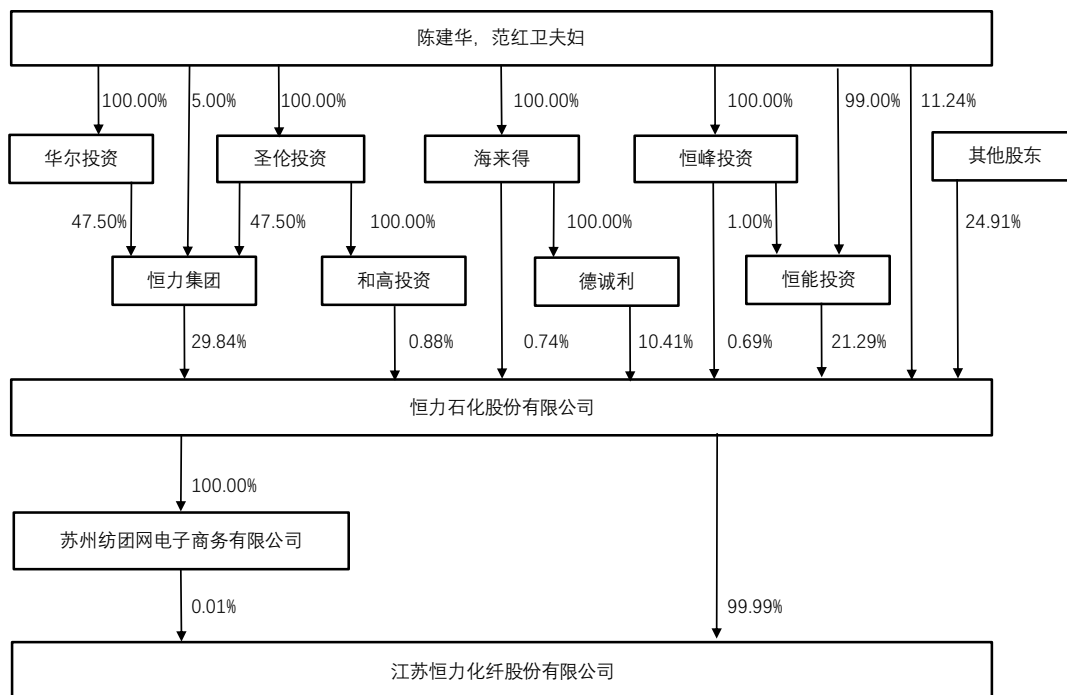 陈建华，范红卫夫妇
100.00%
5.00%
100.00%
100.00%
100.00%
99.00%
11.24%
华尔投资
圣伦投资
海来得
恒峰投资
其他股东
47.50%
47.50%
100.00%
100.00%
1.00%
24.91%
恒力集团
和高投资
德诚利
恒能投资
29.84%
0.88%
0.74%
10.41%
0.69%
21.29%
恒力石化股份有限公司
100.00%
苏州纺团网电子商务有限公司
0.01%
99.99%
江苏恒力化纤股份有限公司